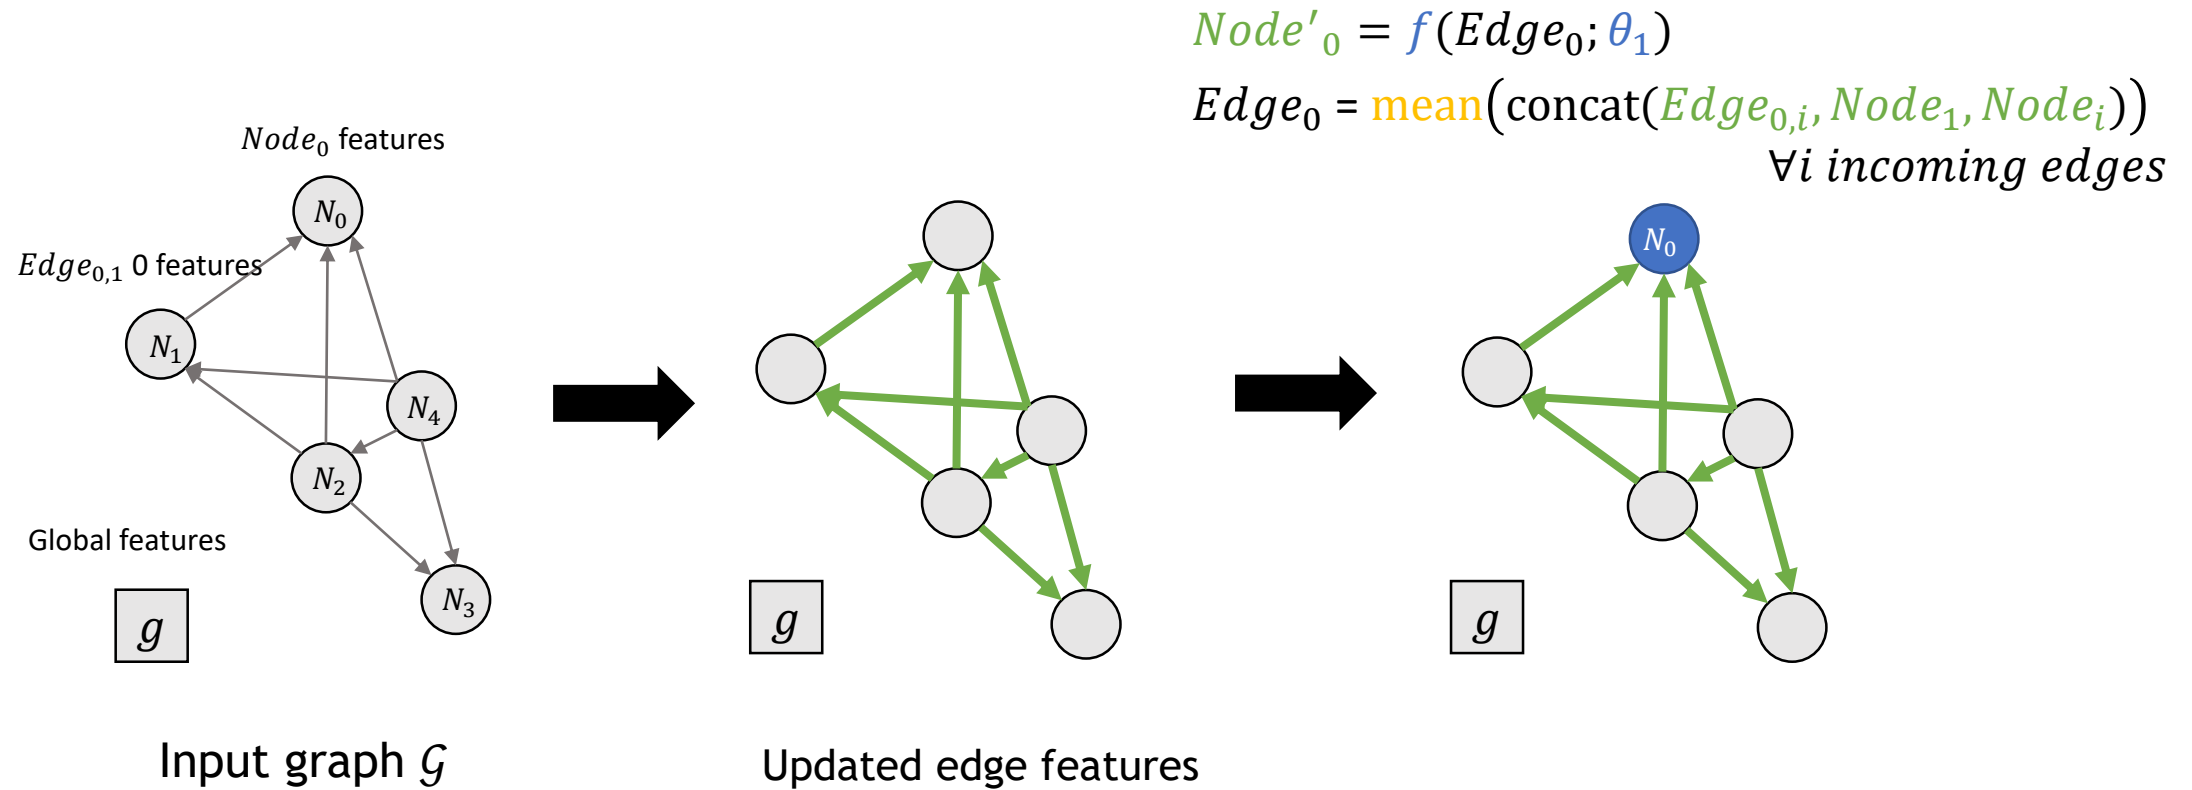 Node'₀ = f(Edge₀; θ₁)
Edge₀ = mean(concat(Edge₀,ᵢ, Node₁, Nodeᵢ))
∀i incoming edges
Node₀ features
N₀
Edge₀,₁ 0 features
N₁
N₄
N₂
Global features
N₃
g
Input graph 𝒢
g
Updated edge features
N₀
g